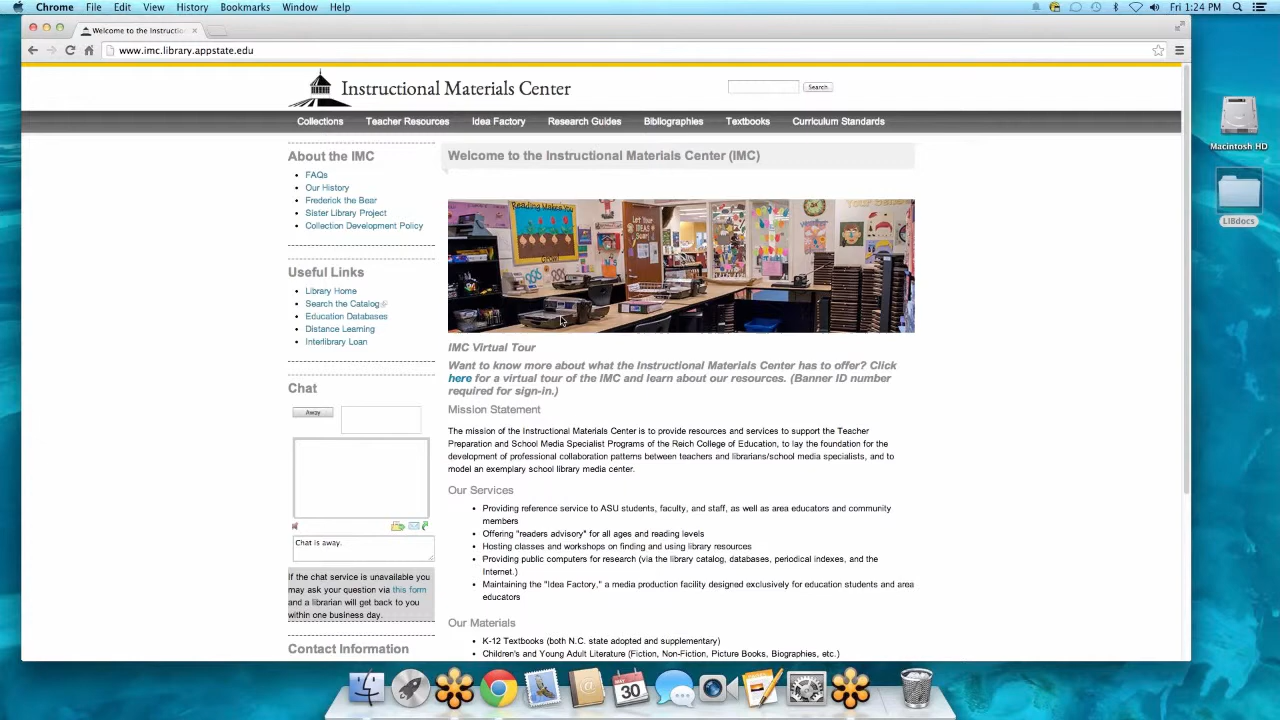 Chrome File Edit View History Bookmarks Window Help Fri 1:24 PM
Welcome to the Instructio
www.imc.library.appstate.edu
Instructional Materials Center
Search
Collections Teacher Resources Idea Factory Research Guides Bibliographies Textbooks Curriculum Standards
About the IMC
FAQs
Our History
Frederick the Bear
Sister Library Project
Collection Development Policy
Useful Links
Library Home
Search the Catalog
Education Databases
Distance Learning
Interlibrary Loan
Chat
Away
Chat is away.
If the chat service is unavailable you
may ask your question via this form
and a librarian will get back to you
within one business day.
Contact Information
Welcome to the Instructional Materials Center (IMC)
Reading Makes You
Grow
Let Your
IDEAS
Soar
IMC Virtual Tour
Want to know more about what the Instructional Materials Center has to offer? Click
here for a virtual tour of the IMC and learn about our resources. (Banner ID number
required for sign-in.)
Mission Statement
The mission of the Instructional Materials Center is to provide resources and services to support the Teacher
Preparation and School Media Specialist Programs of the Reich College of Education, to lay the foundation for the
development of professional collaboration patterns between teachers and librarians/school media specialists, and to
model an exemplary school library media center.
Our Services
Providing reference service to ASU students, faculty, and staff, as well as area educators and community
members
Offering "readers advisory" for all ages and reading levels
Hosting classes and workshops on finding and using library resources
Providing public computers for research (via the library catalog, databases, periodical indexes, and the
Internet.)
Maintaining the "Idea Factory," a media production facility designed exclusively for education students and area
educators
Our Materials
K-12 Textbooks (both N.C. state adopted and supplementary)
Children's and Young Adult Literature (Fiction, Non-Fiction, Picture Books, Biographies, etc.)
Macintosh HD
LIBdocs
MAY
30